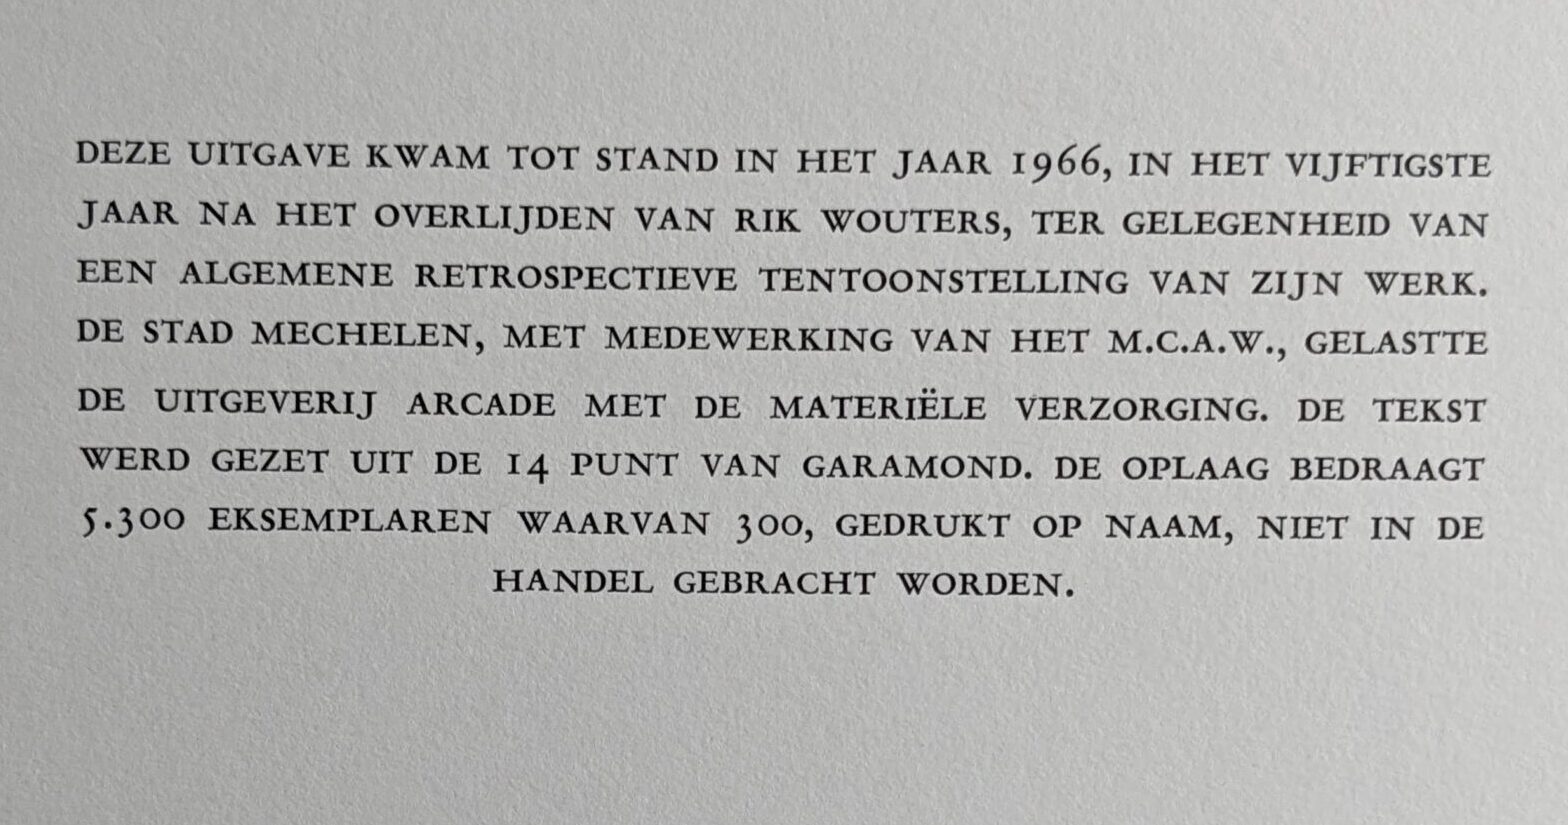 DEZE UITGAVE KWAM TOT STAND IN HET JAAR 1966, IN HET VIJFTIGSTE
JAAR NA HET OVERLIJDEN VAN RIK WOUTERS, TER GELEGENHEID VAN
EEN ALGEMENE RETROSPECTIEVE TENTOONSTELLING VAN ZIJN WERK.
DE STAD MECHELEN, MET MEDEWERKING VAN HET M.C.A.W., GELASTTE
DE UITGEVERIJ ARCADE MET DE MATERIËLE VERZORGING. DE TEKST
WERD GEZET UIT DE 14 PUNT VAN GARAMOND. DE OPLAAG BEDRAAGT
5.300 EKSEMPLAREN WAARVAN 300, GEDRUKT OP NAAM, NIET IN DE
HANDEL GEBRACHT WORDEN.